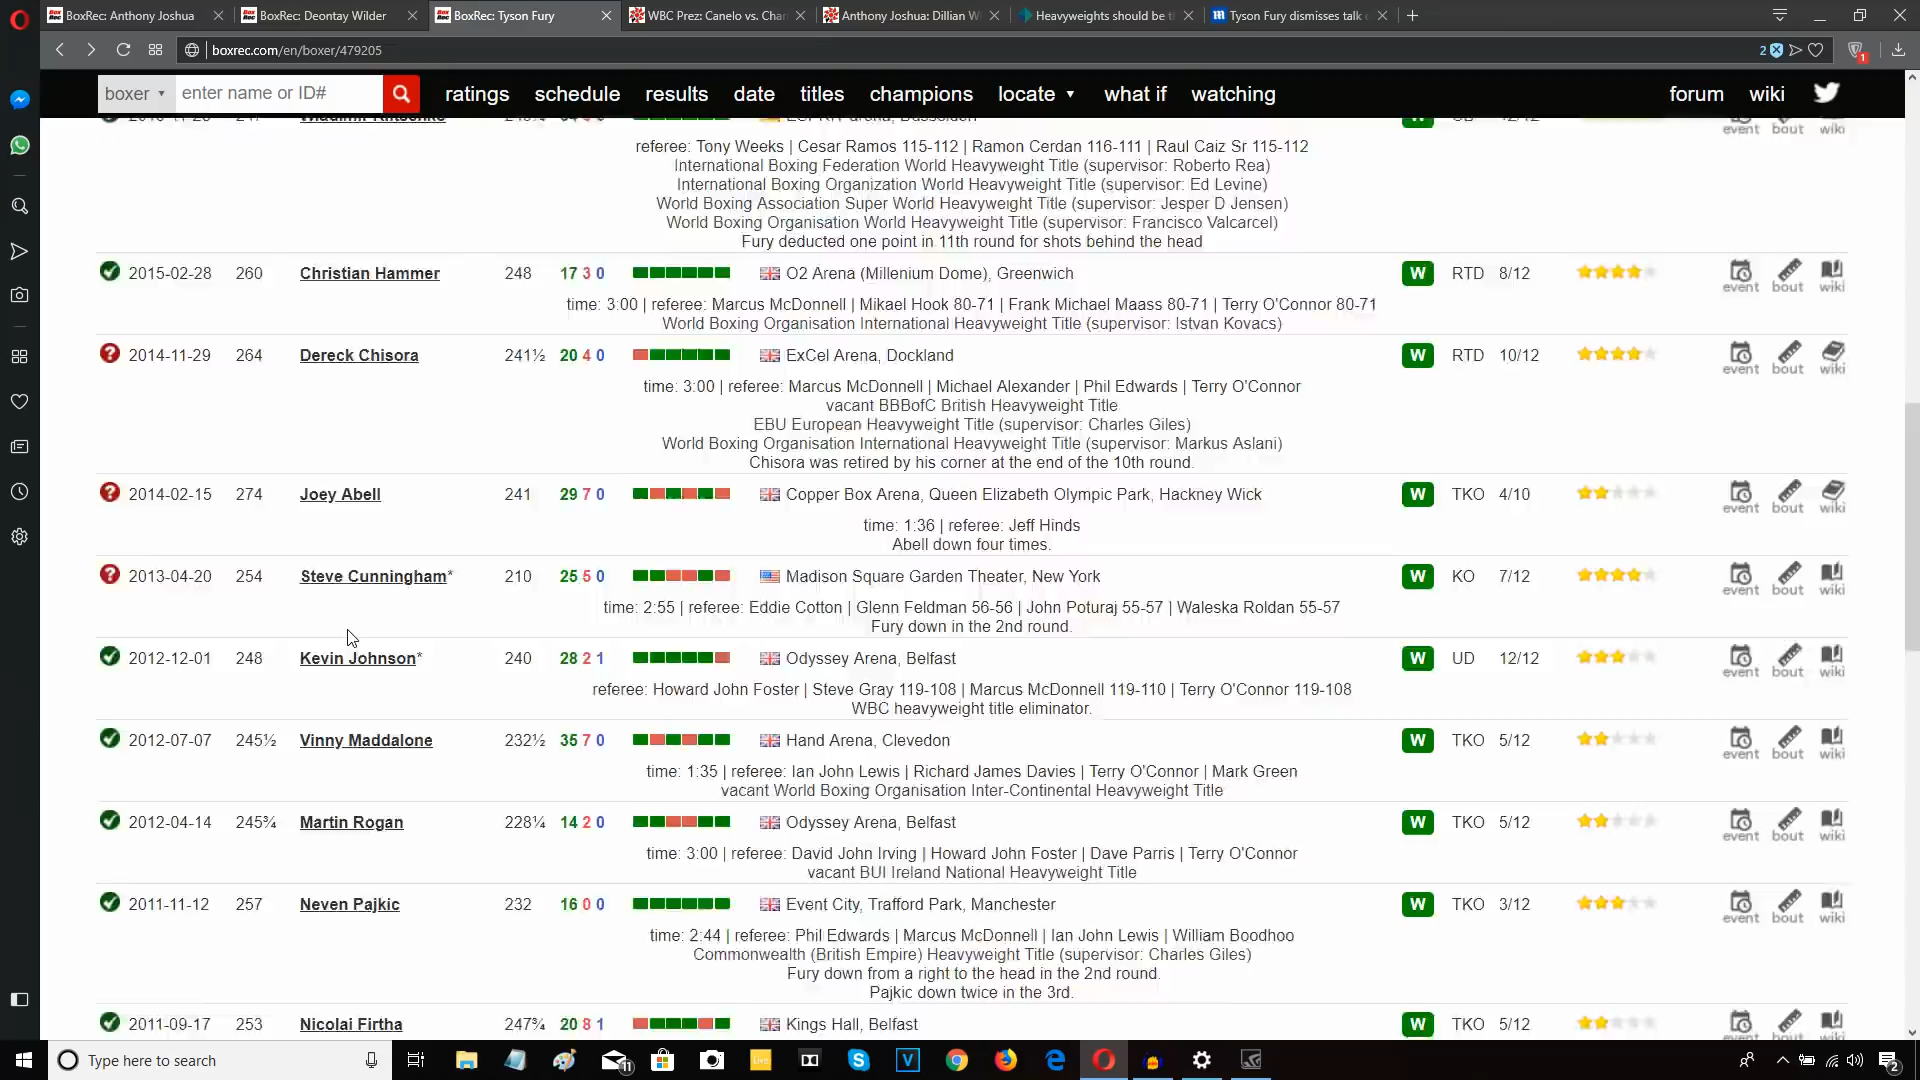 BoxRec: Anthony Joshua
BoxRec: Deontay Wilder
BoxRec: Tyson Fury
WBC Prez: Canelo vs. Cha
Anthony Joshua: Dillian W
Heavyweights should be t
Tyson Fury dismisses talk
boxrec.com/en/boxer/479205
2
1
boxer
enter name or ID#
ratings
schedule
results
date
titles
champions
locate
what if
watching
forum
wiki
event bout wiki
referee: Tony Weeks | Cesar Ramos 115-112 | Ramon Cerdan 116-111 | Raul Caiz Sr 115-112
International Boxing Federation World Heavyweight Title (supervisor: Roberto Rea)
International Boxing Organization World Heavyweight Title (supervisor: Ed Levine)
World Boxing Association Super World Heavyweight Title (supervisor: Jesper D Jensen)
World Boxing Organisation World Heavyweight Title (supervisor: Francisco Valcarcel)
Fury deducted one point in 11th round for shots behind the head
2015-02-28 260 Christian Hammer 248 17 3 0 O2 Arena (Millenium Dome), Greenwich W RTD 8/12 event bout wiki
time: 3:00 | referee: Marcus McDonnell | Mikael Hook 80-71 | Frank Michael Maass 80-71 | Terry O'Connor 80-71
World Boxing Organisation International Heavyweight Title (supervisor: Istvan Kovacs)
2014-11-29 264 Dereck Chisora 241½ 20 4 0 ExCel Arena, Dockland W RTD 10/12 event bout wiki
time: 3:00 | referee: Marcus McDonnell | Michael Alexander | Phil Edwards | Terry O'Connor
vacant BBBofC British Heavyweight Title
EBU European Heavyweight Title (supervisor: Charles Giles)
World Boxing Organisation International Heavyweight Title (supervisor: Markus Aslani)
Chisora was retired by his corner at the end of the 10th round.
2014-02-15 274 Joey Abell 241 29 7 0 Copper Box Arena, Queen Elizabeth Olympic Park, Hackney Wick W TKO 4/10 event bout wiki
time: 1:36 | referee: Jeff Hinds
Abell down four times.
2013-04-20 254 Steve Cunningham* 210 25 5 0 Madison Square Garden Theater, New York W KO 7/12 event bout wiki
time: 2:55 | referee: Eddie Cotton | Glenn Feldman 56-56 | John Poturaj 55-57 | Waleska Roldan 55-57
Fury down in the 2nd round.
2012-12-01 248 Kevin Johnson* 240 28 2 1 Odyssey Arena, Belfast W UD 12/12 event bout wiki
referee: Howard John Foster | Steve Gray 119-108 | Marcus McDonnell 119-110 | Terry O'Connor 119-108
WBC heavyweight title eliminator.
2012-07-07 245½ Vinny Maddalone 232½ 35 7 0 Hand Arena, Clevedon W TKO 5/12 event bout wiki
time: 1:35 | referee: Ian John Lewis | Richard James Davies | Terry O'Connor | Mark Green
vacant World Boxing Organisation Inter-Continental Heavyweight Title
2012-04-14 245¾ Martin Rogan 228¼ 14 2 0 Odyssey Arena, Belfast W TKO 5/12 event bout wiki
time: 3:00 | referee: David John Irving | Howard John Foster | Dave Parris | Terry O'Connor
vacant BUI Ireland National Heavyweight Title
2011-11-12 257 Neven Pajkic 232 16 0 0 Event City, Trafford Park, Manchester W TKO 3/12 event bout wiki
time: 2:44 | referee: Phil Edwards | Marcus McDonnell | Ian John Lewis | William Boodhoo
Commonwealth (British Empire) Heavyweight Title (supervisor: Charles Giles)
Fury down from a right to the head in the 2nd round.
Pajkic down twice in the 3rd.
2011-09-17 253 Nicolai Firtha 247¾ 20 8 1 Kings Hall, Belfast W TKO 5/12 event bout wiki
Type here to search
11
2